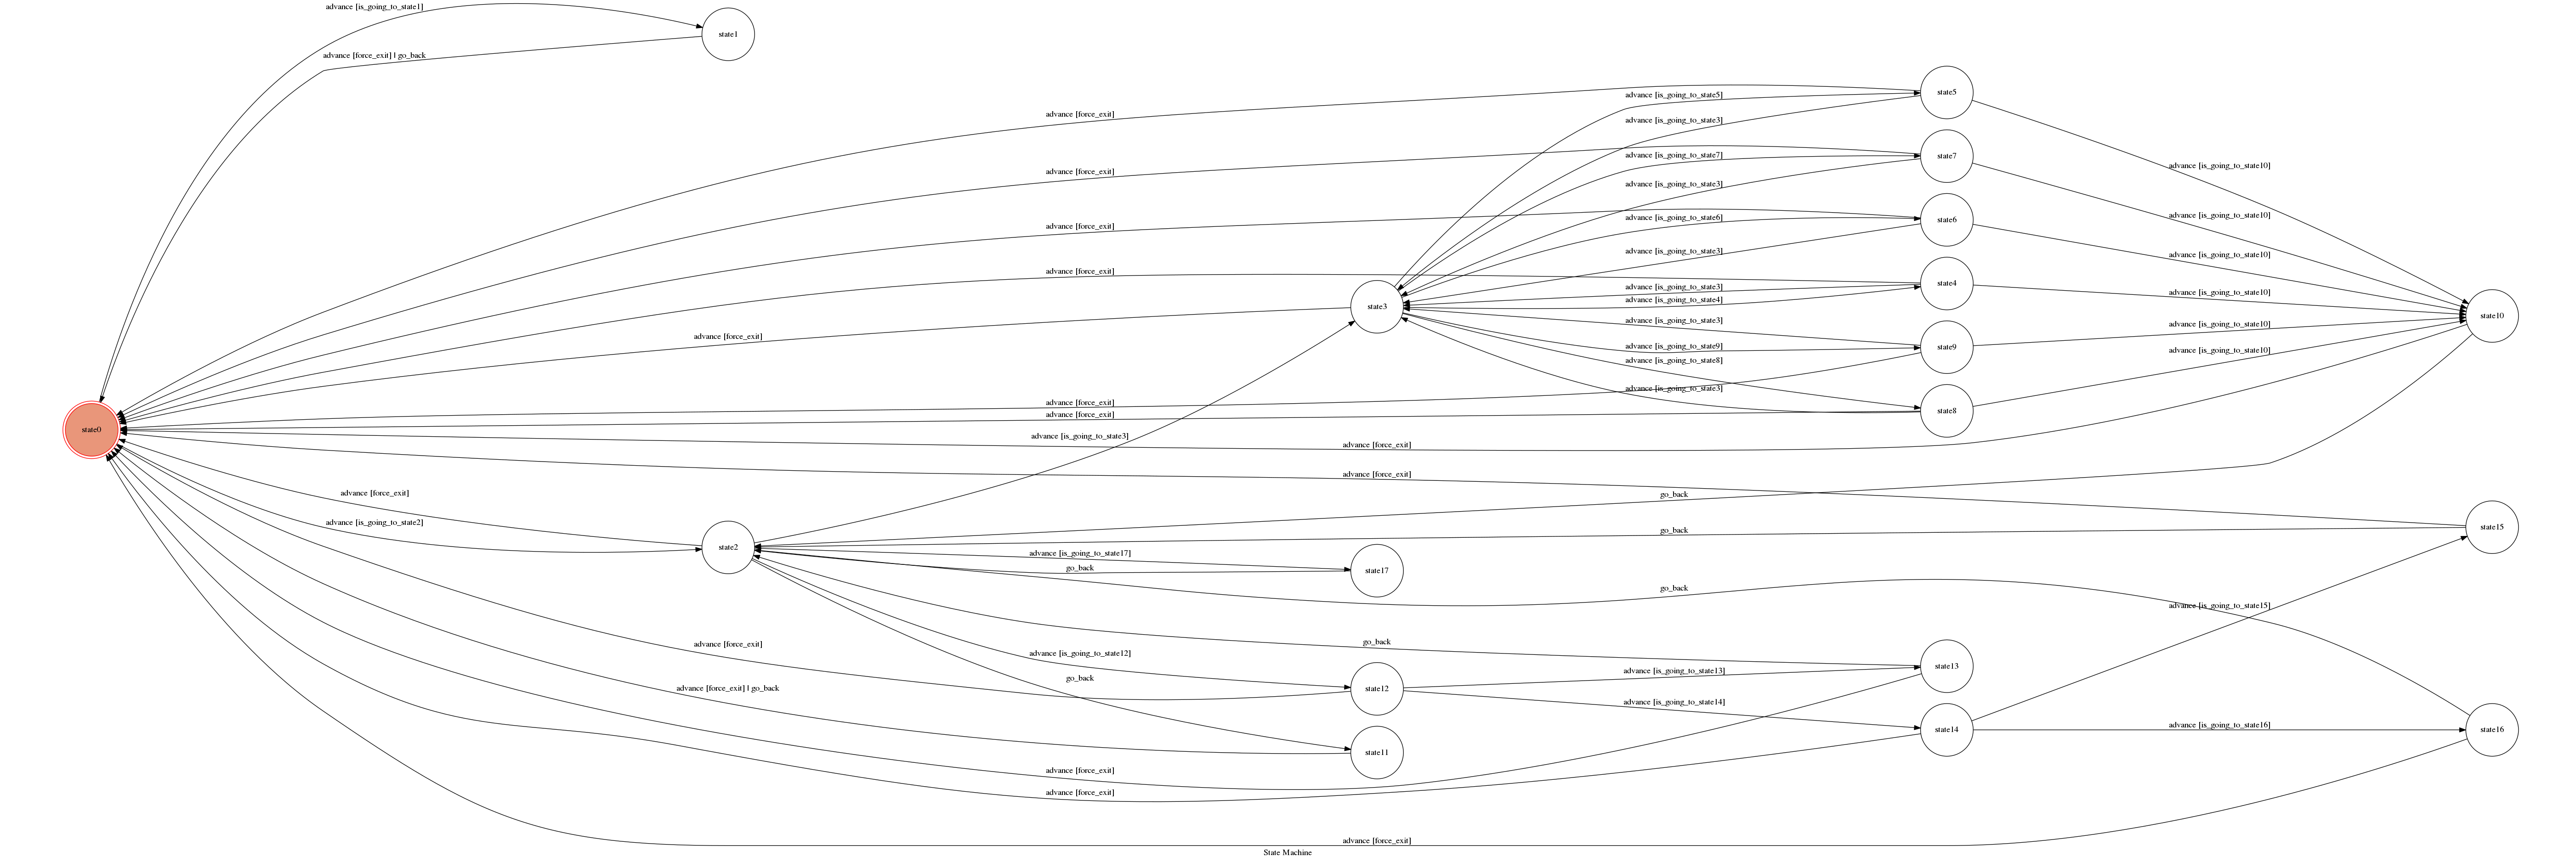 advance [is_going_to_state1]
state1
advance [force_exit] | go_back
state5
advance [is_going_to_state5]
advance [force_exit]
advance [is_going_to_state3]
advance [is_going_to_state7]
state7
advance [is_going_to_state10]
advance [force_exit]
advance [is_going_to_state3]
advance [is_going_to_state10]
advance [is_going_to_state6]
state6
advance [force_exit]
advance [is_going_to_state3]
advance [is_going_to_state10]
advance [force_exit]
state4
advance [is_going_to_state3]
advance [is_going_to_state10]
advance [is_going_to_state4]
state3
state10
advance [is_going_to_state3]
advance [is_going_to_state10]
advance [force_exit]
advance [is_going_to_state9]
state9
advance [is_going_to_state10]
advance [is_going_to_state8]
advance [is_going_to_state3]
advance [force_exit]
state8
advance [force_exit]
state0
advance [is_going_to_state3]
advance [force_exit]
advance [force_exit]
advance [force_exit]
go_back
advance [is_going_to_state2]
state15
go_back
state2
advance [is_going_to_state17]
go_back
state17
go_back
advance [is_going_to_state15]
go_back
advance [force_exit]
advance [is_going_to_state12]
state13
advance [is_going_to_state13]
go_back
advance [force_exit] | go_back
state12
advance [is_going_to_state14]
advance [is_going_to_state16]
state14
state16
state11
advance [force_exit]
advance [force_exit]
advance [force_exit]
State Machine